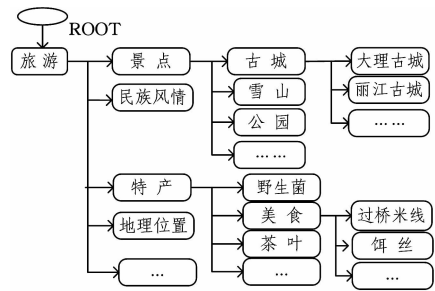 ROOT
旅游
景点
古城
大理古城
民族风情
雪山
丽江古城
公园
……
……
特产
野生菌
地理位置
美食
过桥米线
茶叶
饵丝
...
...
...